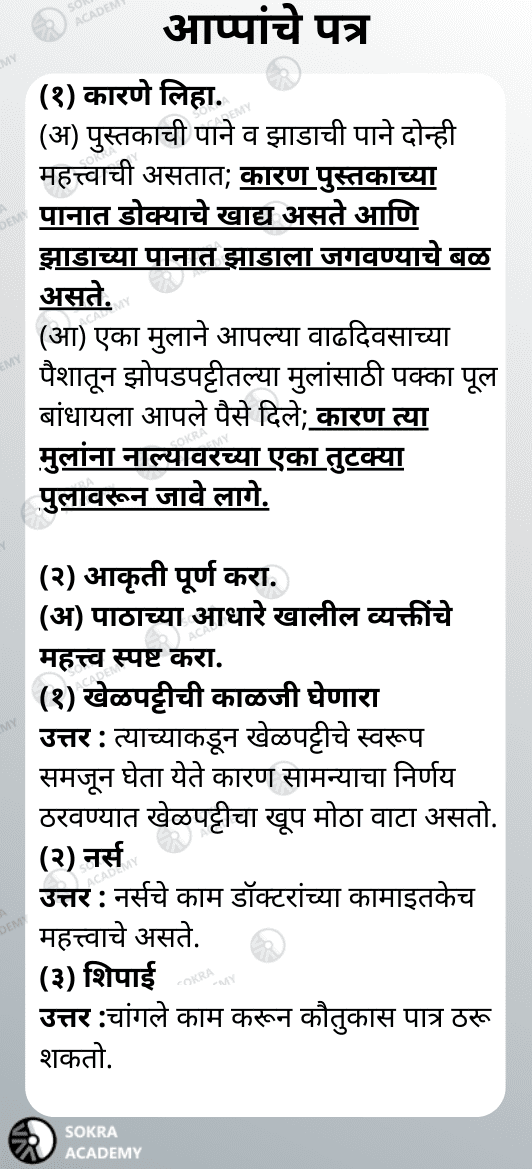 आप्पांचे पत्र
(१) कारणे लिहा.
(अ) पुस्तकाची पाने व झाडाची पाने दोन्ही
महत्त्वाची असतात; कारण पुस्तकाच्या
पानात डोक्याचे खाद्य असते आणि
झाडाच्या पानात झाडाला जगवण्याचे बळ
असते.
(आ) एका मुलाने आपल्या वाढदिवसाच्या
पैशातून झोपडपट्टीतल्या मुलांसाठी पक्का पूल
बांधायला आपले पैसे दिले; कारण त्या
मुलांना नाल्यावरच्या एका तुटक्या
पुलावरून जावे लागे.
(२) आकृती पूर्ण करा.
(अ) पाठाच्या आधारे खालील व्यक्तींचे
महत्त्व स्पष्ट करा.
(१) खेळपट्टीची काळजी घेणारा
उत्तर : त्याच्याकडून खेळपट्टीचे स्वरूप
समजून घेता येते कारण सामन्याचा निर्णय
ठरवण्यात खेळपट्टीचा खूप मोठा वाटा असतो.
(२) नर्स
उत्तर : नर्सचे काम डॉक्टरांच्या कामाइतकेच
महत्त्वाचे असते.
(३) शिपाई
उत्तर :चांगले काम करून कौतुकास पात्र ठरू
शकतो.
SOKRA
ACADEMY